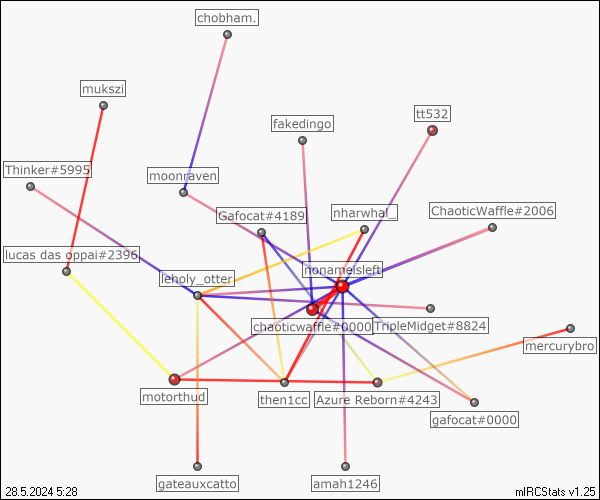 chobham.
mukszi
tt532
fakedingo
Thinker#5995
moonraven
Gafocat#4189
nharwhal_
ChaoticWaffle#2006
lucas das oppai#2396
leholy_otter
nonameisleft
chaoticwaffle#0000
TripleMidget#8824
mercurybro
motorthud
then1cc
Azure Reborn#4243
gafocat#0000
gateauxcatto
amah1246
28.5.2024 5:28
mIRCStats v1.25